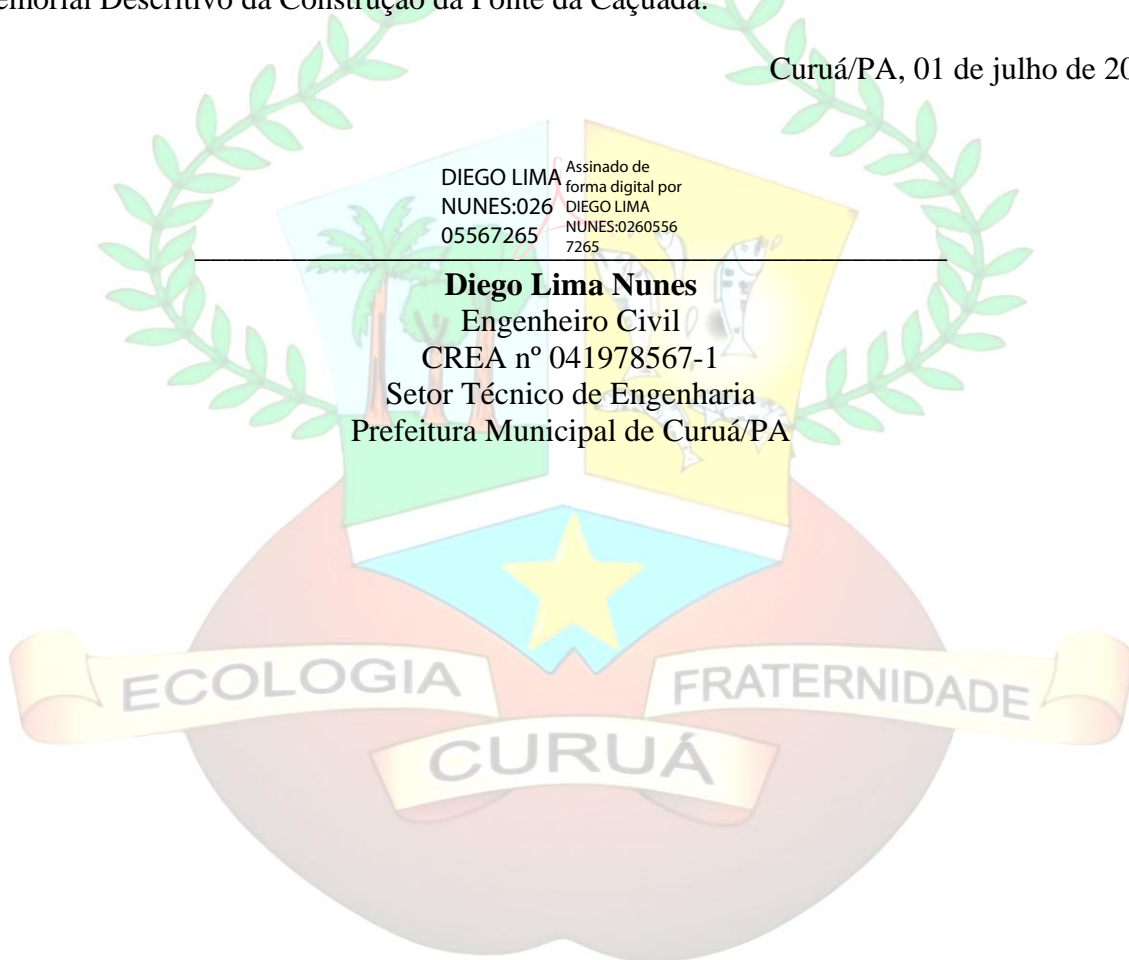 emorial Descritivo da Construção da Ponte da Caçuada.
Curuá/PA, 01 de julho de 20
DIEGO LIMA
NUNES:026
05567265
Assinado de
forma digital por
DIEGO LIMA
NUNES:0260556
7265
Diego Lima Nunes
Engenheiro Civil
CREA nº 041978567-1
Setor Técnico de Engenharia
Prefeitura Municipal de Curuá/PA
ECOLOGIA
FRATERNIDADE
CURUÁ